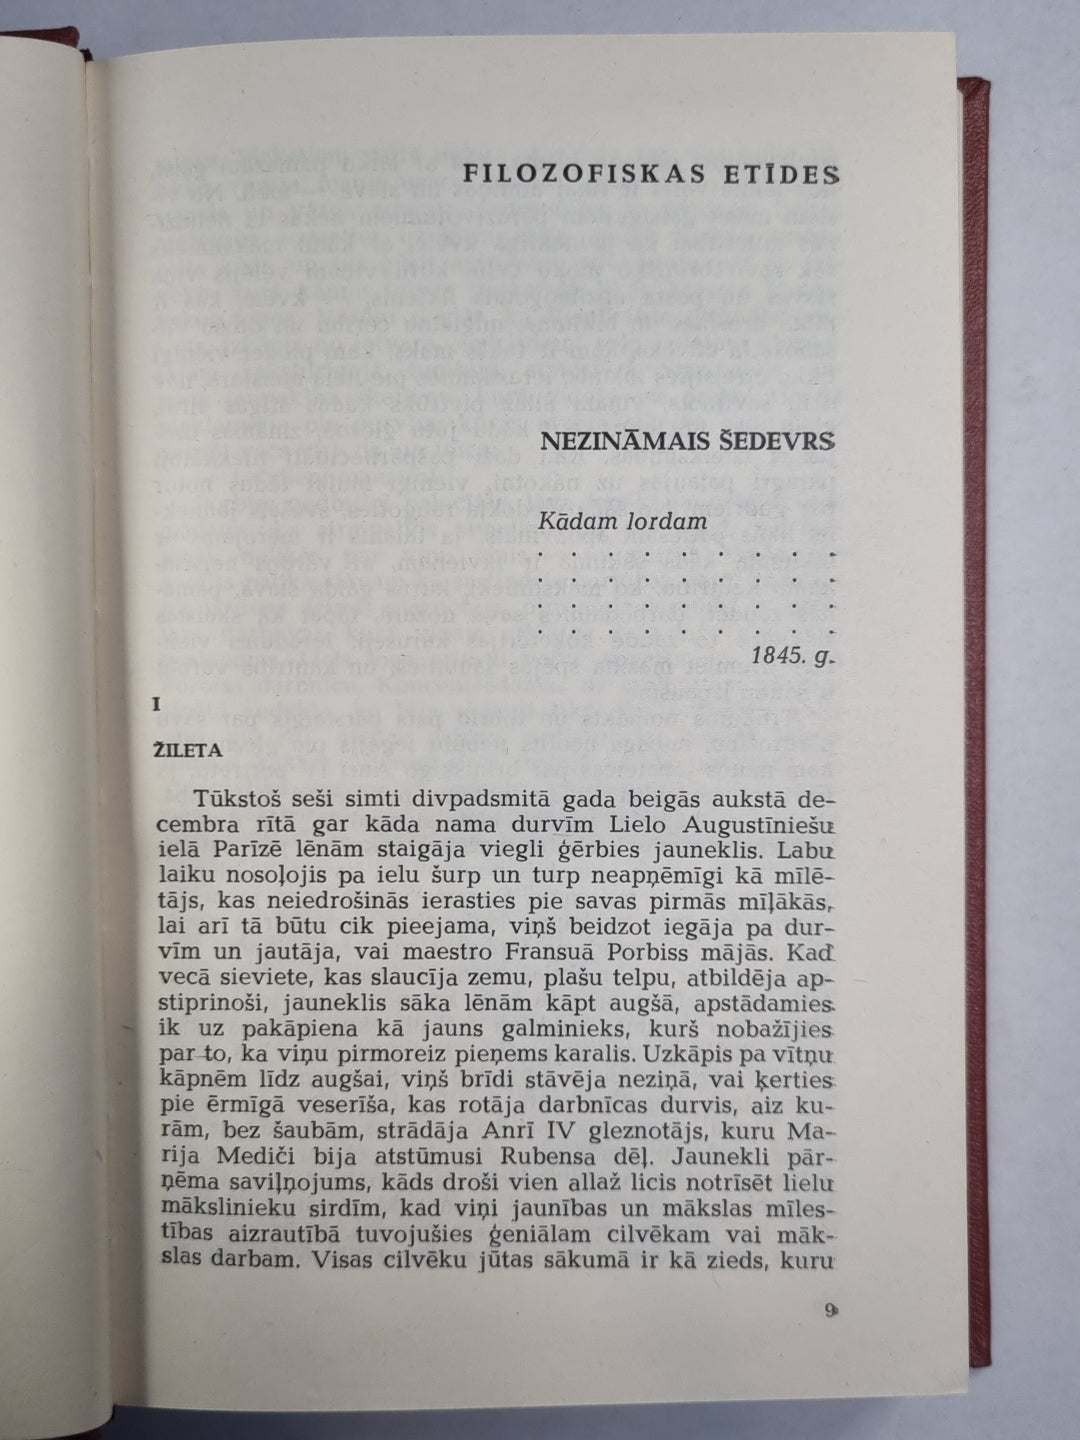 FILOZOFISKAS ETĪDES
NEZINĀMAIS ŠEDEVRS
Kādam lordam
. . . . . . . . .
. . . . . . . . .
. . . . . . . . .
. . . . . . . . .
1845. g.
I
ŽILETA
Tūkstoš seši simti divpadsmitā gada beigās aukstā de-
cembra rītā gar kāda nama durvīm Lielo Augustīniešu
ielā Parīzē lēnām staigāja viegli ģērbies jauneklis. Labu
laiku nosoļojis pa ielu šurp un turp neapņēmīgi kā mīlē-
tājs, kas neiedrošinās ierasties pie savas pirmās mīļākās,
lai arī tā būtu cik pieejama, viņš beidzot iegāja pa dur-
vīm un jautāja, vai maestro Fransuā Porbiss mājās. Kad
vecā sieviete, kas slaucīja zemu, plašu telpu, atbildēja ap-
stiprinoši, jauneklis sāka lēnām kāpt augšā, apstādamies
ik uz pakāpiena kā jauns galminieks, kurš nobažījies
par to, ka viņu pirmoreiz pieņems karalis. Uzkāpis pa vītņu
kāpnēm līdz augšai, viņš brīdi stāvēja neziņā, vai ķerties
pie ērmīgā veserīša, kas rotāja darbnīcas durvis, aiz ku-
rām, bez šaubām, strādāja Anrī IV gleznotājs, kuru Ma-
rija Mediči bija atstūmusi Rubensa dēļ. Jaunekli pār-
ņēma saviļņojums, kāds droši vien allaž licis notrīsēt lielu
mākslinieku sirdīm, kad viņi jaunības un mākslas mīles-
tības aizrautībā tuvojušies ģeniālam cilvēkam vai māk-
slas darbam. Visas cilvēku jūtas sākumā ir kā zieds, kuru
9